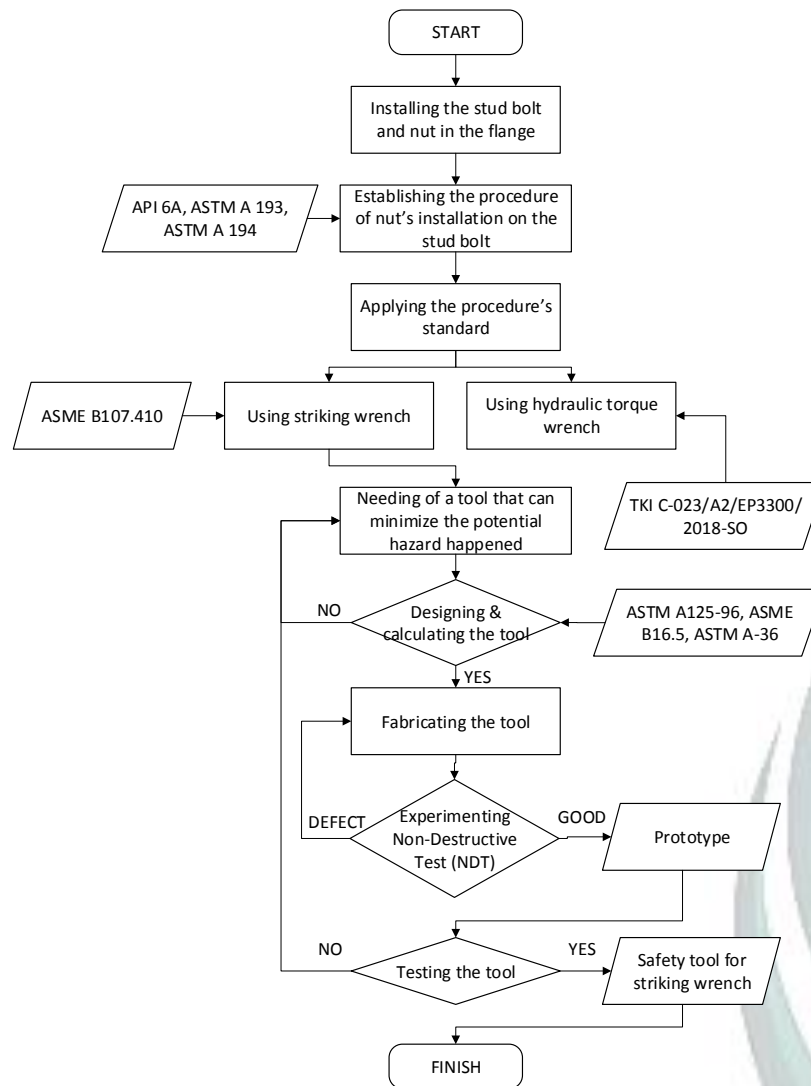 START
Installing the stud bolt
and nut in the flange
API 6A, ASTM A 193,
ASTM A 194
Establishing the procedure
of nut's installation on the
stud bolt
Applying the procedure's
standard
ASME B107.410
Using striking wrench
Using hydraulic torque
wrench
TKI C-023/A2/EP3300/
2018-SO
Needing of a tool that can
minimize the potential
hazard happened
NO
Designing &
calculating the tool
ASTM A125-96, ASME
B16.5, ASTM A-36
YES
Fabricating the tool
DEFECT
Experimenting
Non-Destructive
Test (NDT)
GOOD
Prototype
NO
Testing the tool
YES
Safety tool for
striking wrench
FINISH